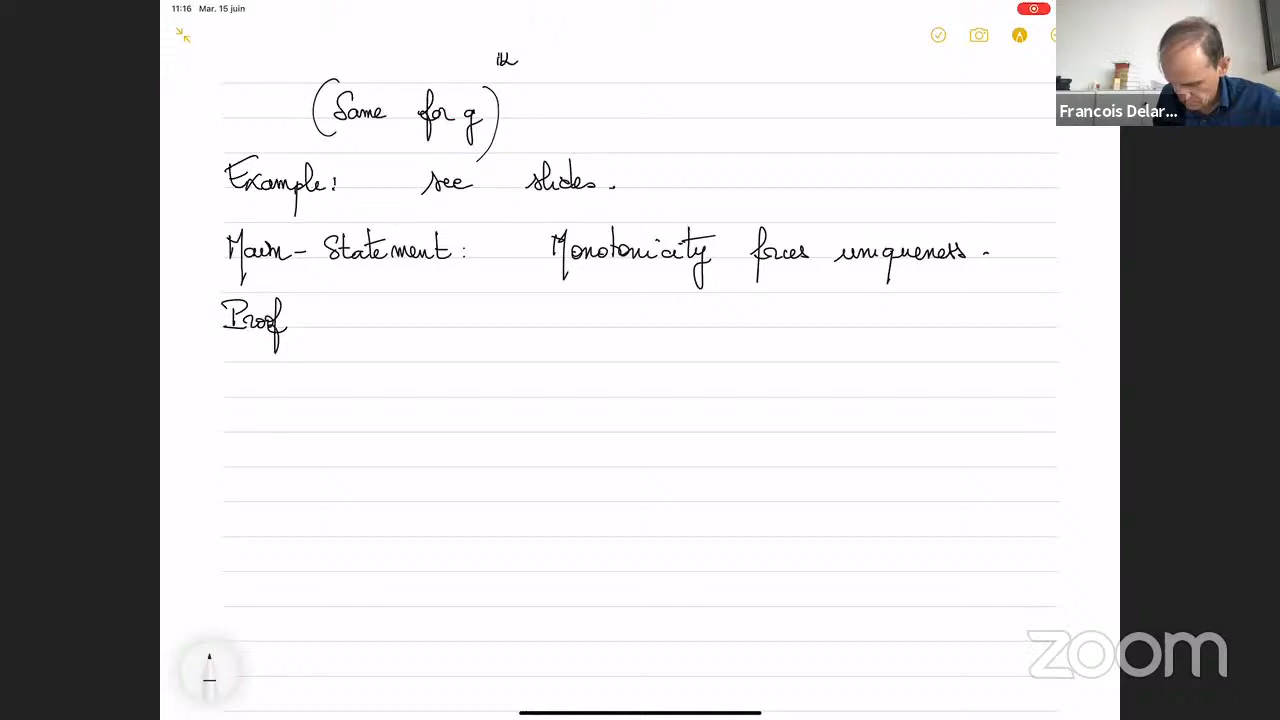 11:16 Mar. 15 juin
(Same for g)
Example: see slides.
Main-Statement: Monotonicity forces uniqueness.
Proof
Francois Delar...
zoom